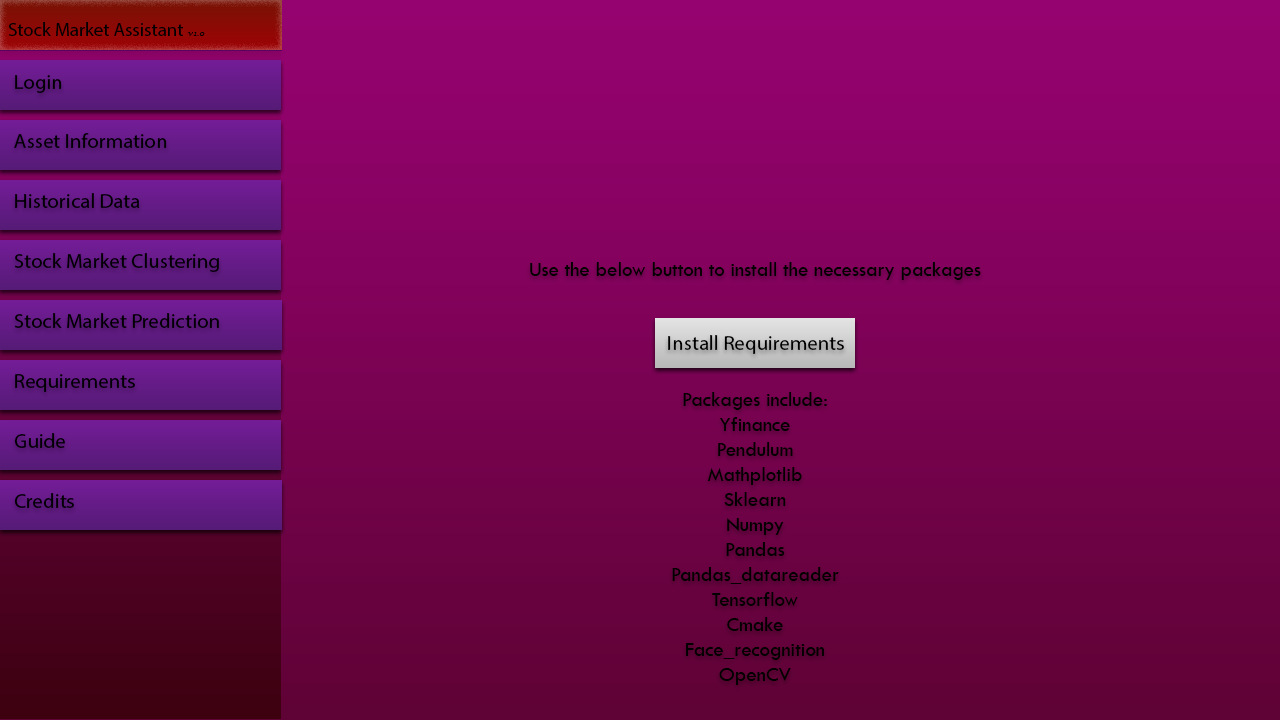 Stock Market Assistant v1.0
Login
Asset Information
Historical Data
Stock Market Clustering
Stock Market Prediction
Requirements
Guide
Credits
Use the below button to install the necessary packages
Install Requirements
Packages include:
Yfinance
Pendulum
Mathplotlib
Sklearn
Numpy
Pandas
Pandas_datareader
Tensorflow
Cmake
Face_recognition
OpenCV